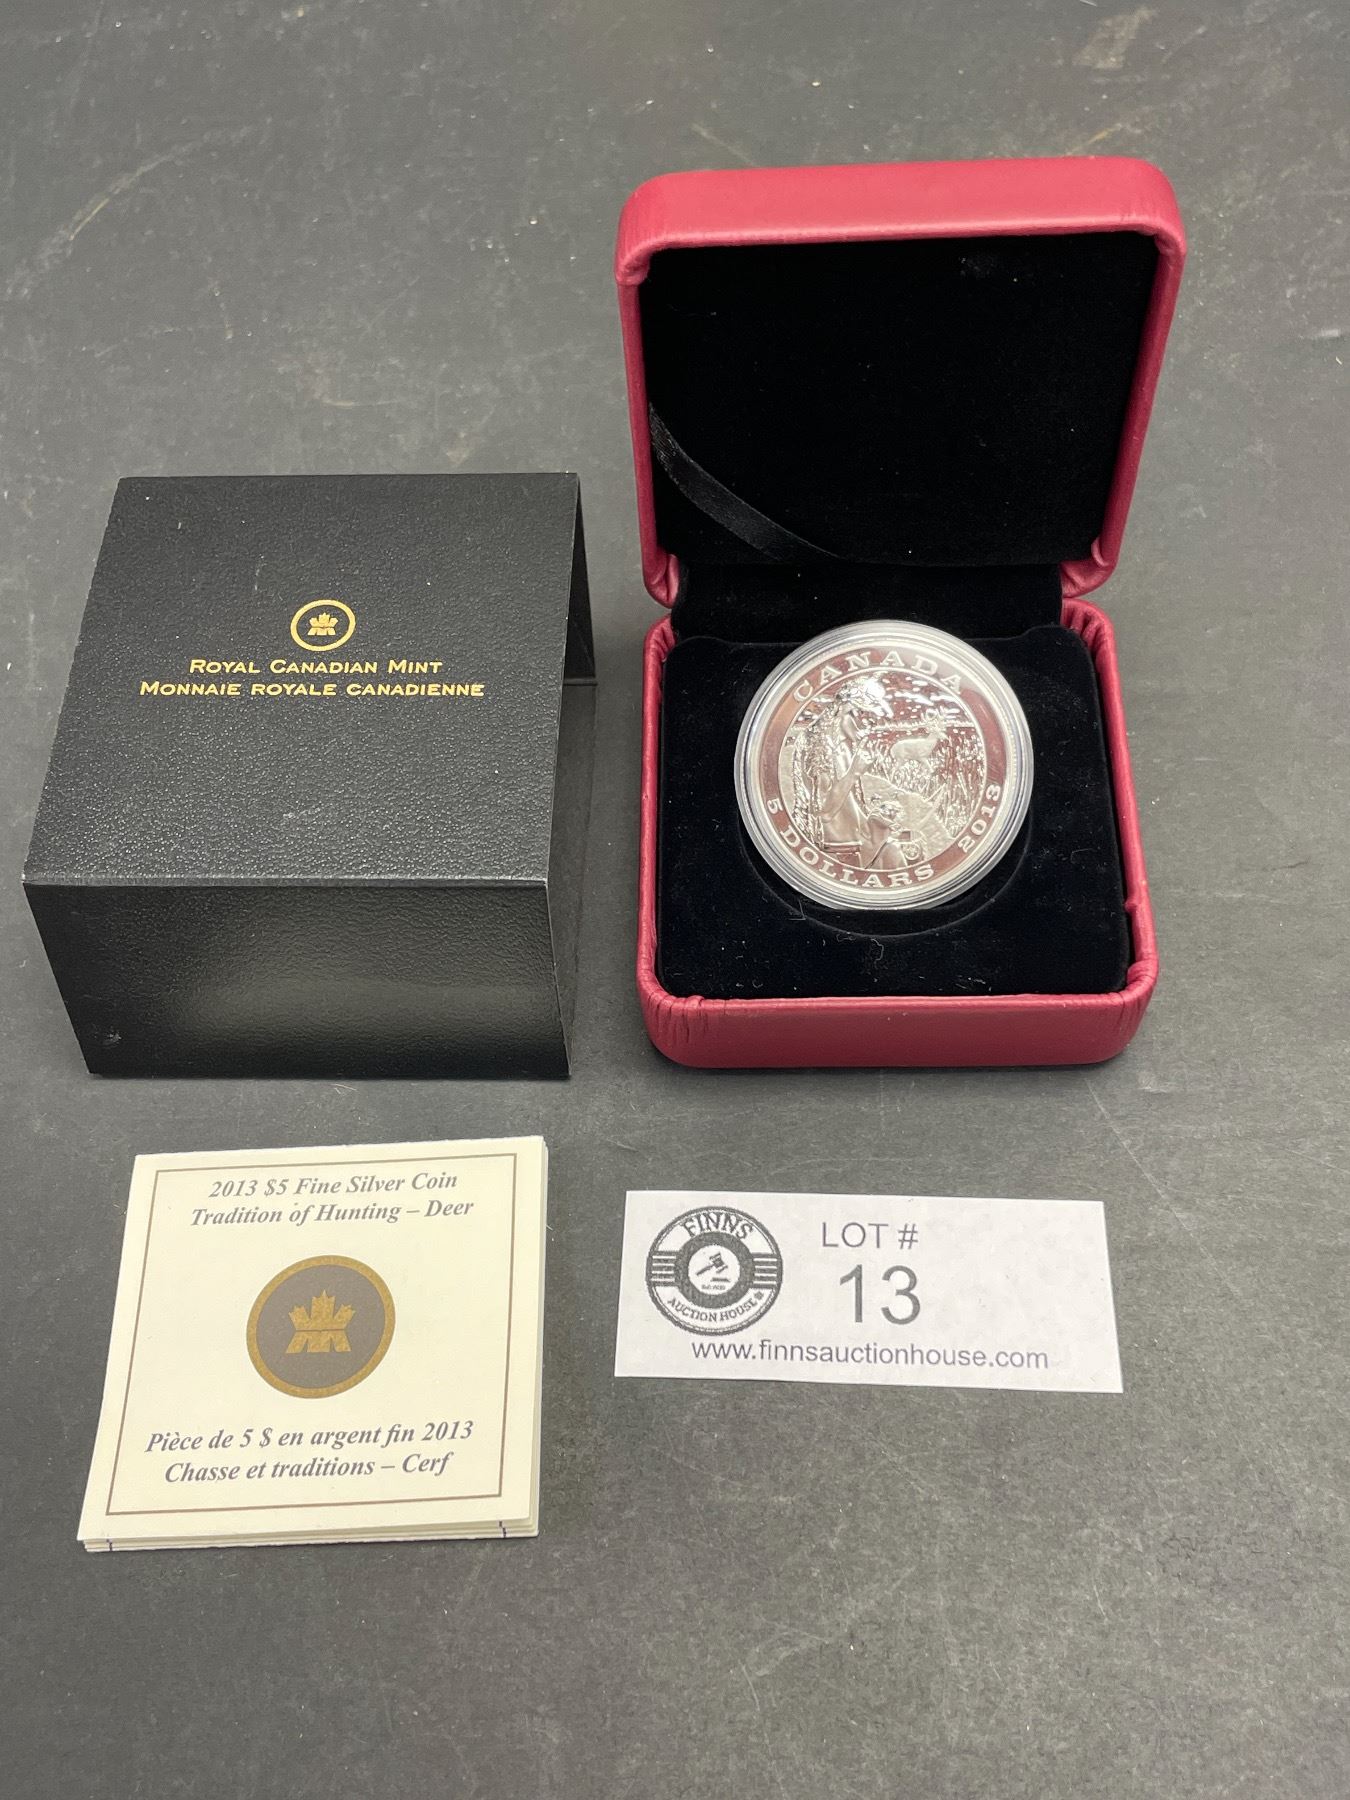 ROYAL CANADIAN MINT
MONNAIE ROYALE CANADIENNE
CANADA
5 DOLLARS 2013
2013 $5 Fine Silver Coin
Tradition of Hunting – Deer
Pièce de 5 $ en argent fin 2013
Chasse et traditions – Cerf
FINNS
AUCTION HOUSE
LOT #
13
www.finnsauctionhouse.com